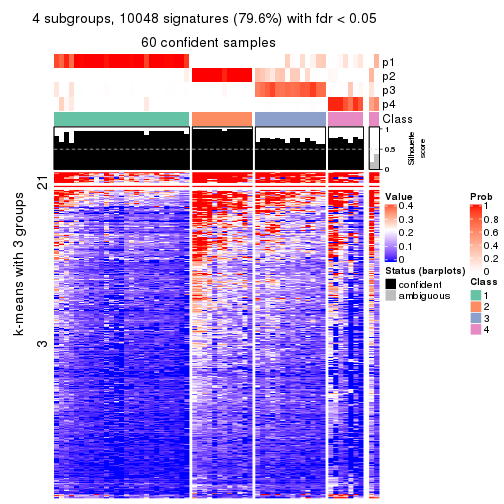 4 subgroups, 10048 signatures (79.6%) with fdr < 0.05
60 confident samples
p1
p2
p3
p4
Class
1
0.5
0
Silhouette
score
k-means with 3 groups
21
3
Value
0.4
0.3
0.2
0.1
0
Status (barplots)
confident
ambiguous
Prob
1
0.8
0.6
0.4
0.2
0
Class
1
2
3
4